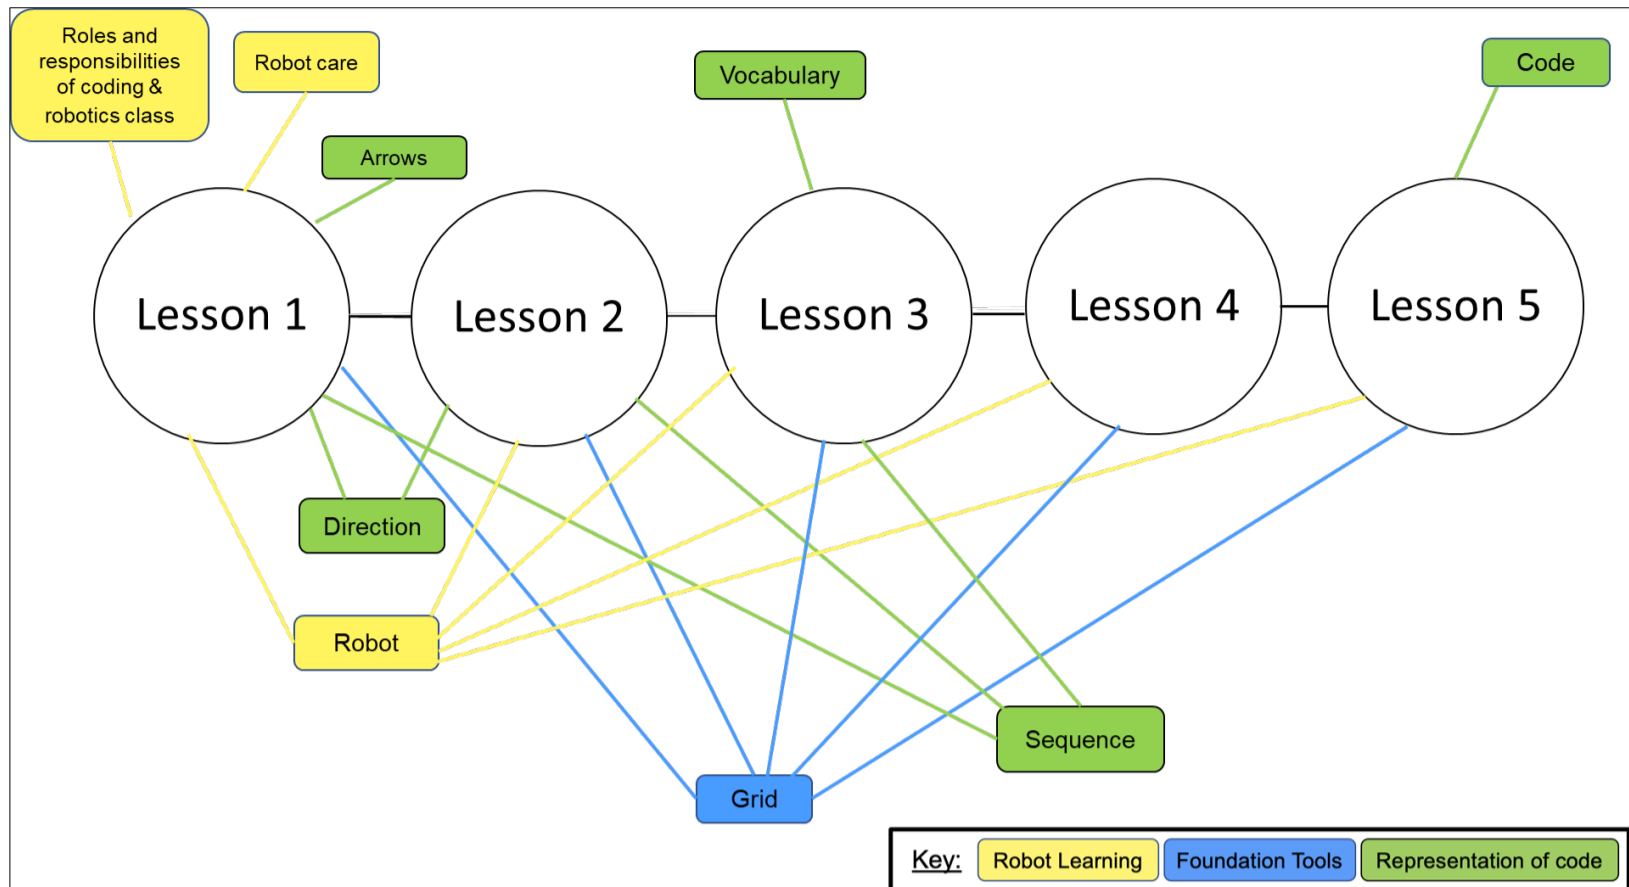 Roles and
responsibilities
of coding &
robotics class
Robot care
Arrows
Vocabulary
Code
Lesson 1
Lesson 2
Lesson 3
Lesson 4
Lesson 5
Direction
Robot
Sequence
Grid
Key:
Robot Learning
Foundation Tools
Representation of code